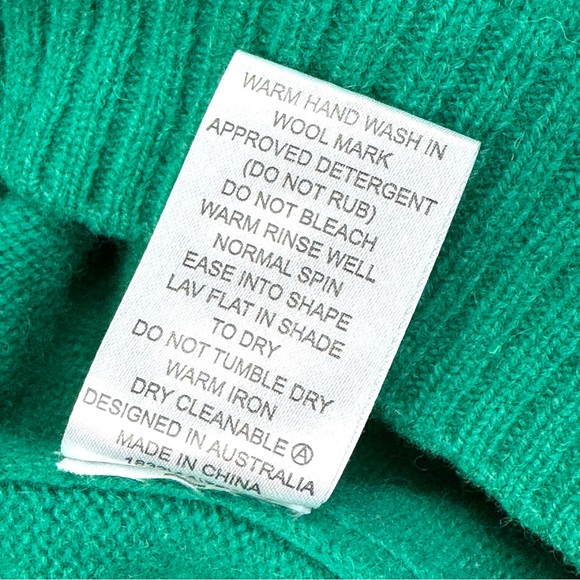 WARM HAND WASH IN
WOOL MARK
APPROVED DETERGENT
(DO NOT RUB)
DO NOT BLEACH
WARM RINSE WELL
NORMAL SPIN
EASE INTO SHAPE
LAY FLAT IN SHADE
TO DRY
DO NOT TUMBLE DRY
WARM IRON
DRY CLEANABLE Ⓐ
DESIGNED IN AUSTRALIA
MADE IN CHINA